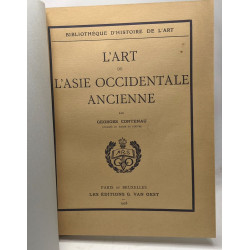 BIBLIOTHÈQUE D'HISTOIRE DE L'ART
L'ART
DE
L'ASIE OCCIDENTALE
ANCIENNE
PAR
GEORGES CONTENAU
PARIS et BRUXELLES
LES ÉDITIONS G. VAN OEST